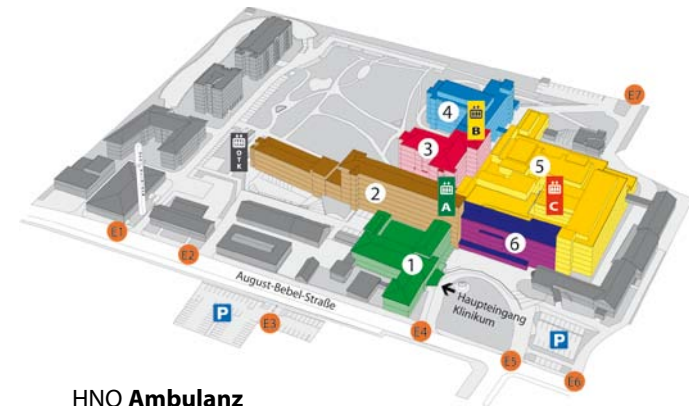 E7
4
B
OTK
3
5
2
A
C
6
E1
E2
1
August-Bebel-Straße
Haupteingang
Klinikum
P
E3
E4
P
E5
E6
HNO Ambulanz